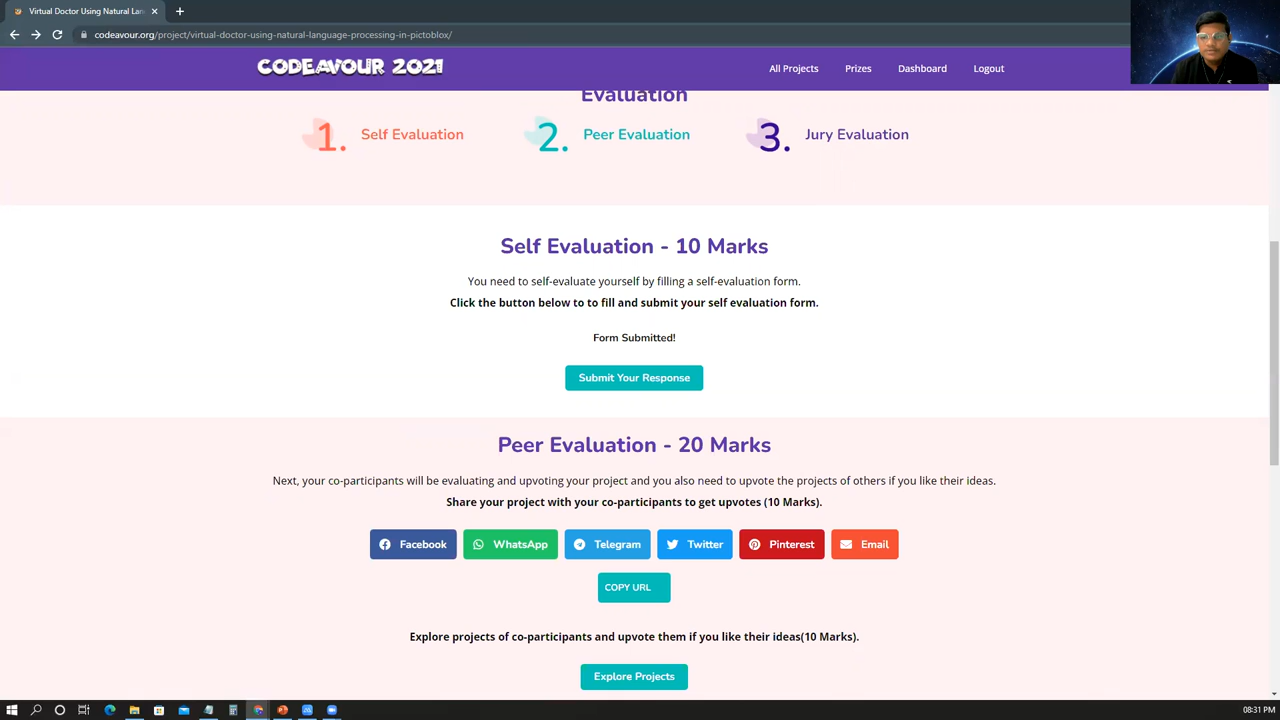 Virtual Doctor Using Natural Lan
codeavour.org/project/virtual-doctor-using-natural-language-processing-in-pictoblox/
CODEAVOUR 2021
All Projects
Prizes
Dashboard
Logout
Evaluation
1. Self Evaluation
2. Peer Evaluation
3. Jury Evaluation
Self Evaluation - 10 Marks
You need to self-evaluate yourself by filling a self-evaluation form.
Click the button below to to fill and submit your self evaluation form.
Form Submitted!
Submit Your Response
Peer Evaluation - 20 Marks
Next, your co-participants will be evaluating and upvoting your project and you also need to upvote the projects of others if you like their ideas.
Share your project with your co-participants to get upvotes (10 Marks).
Facebook
WhatsApp
Telegram
Twitter
Pinterest
Email
COPY URL
Explore projects of co-participants and upvote them if you like their ideas(10 Marks).
Explore Projects
08:31 PM